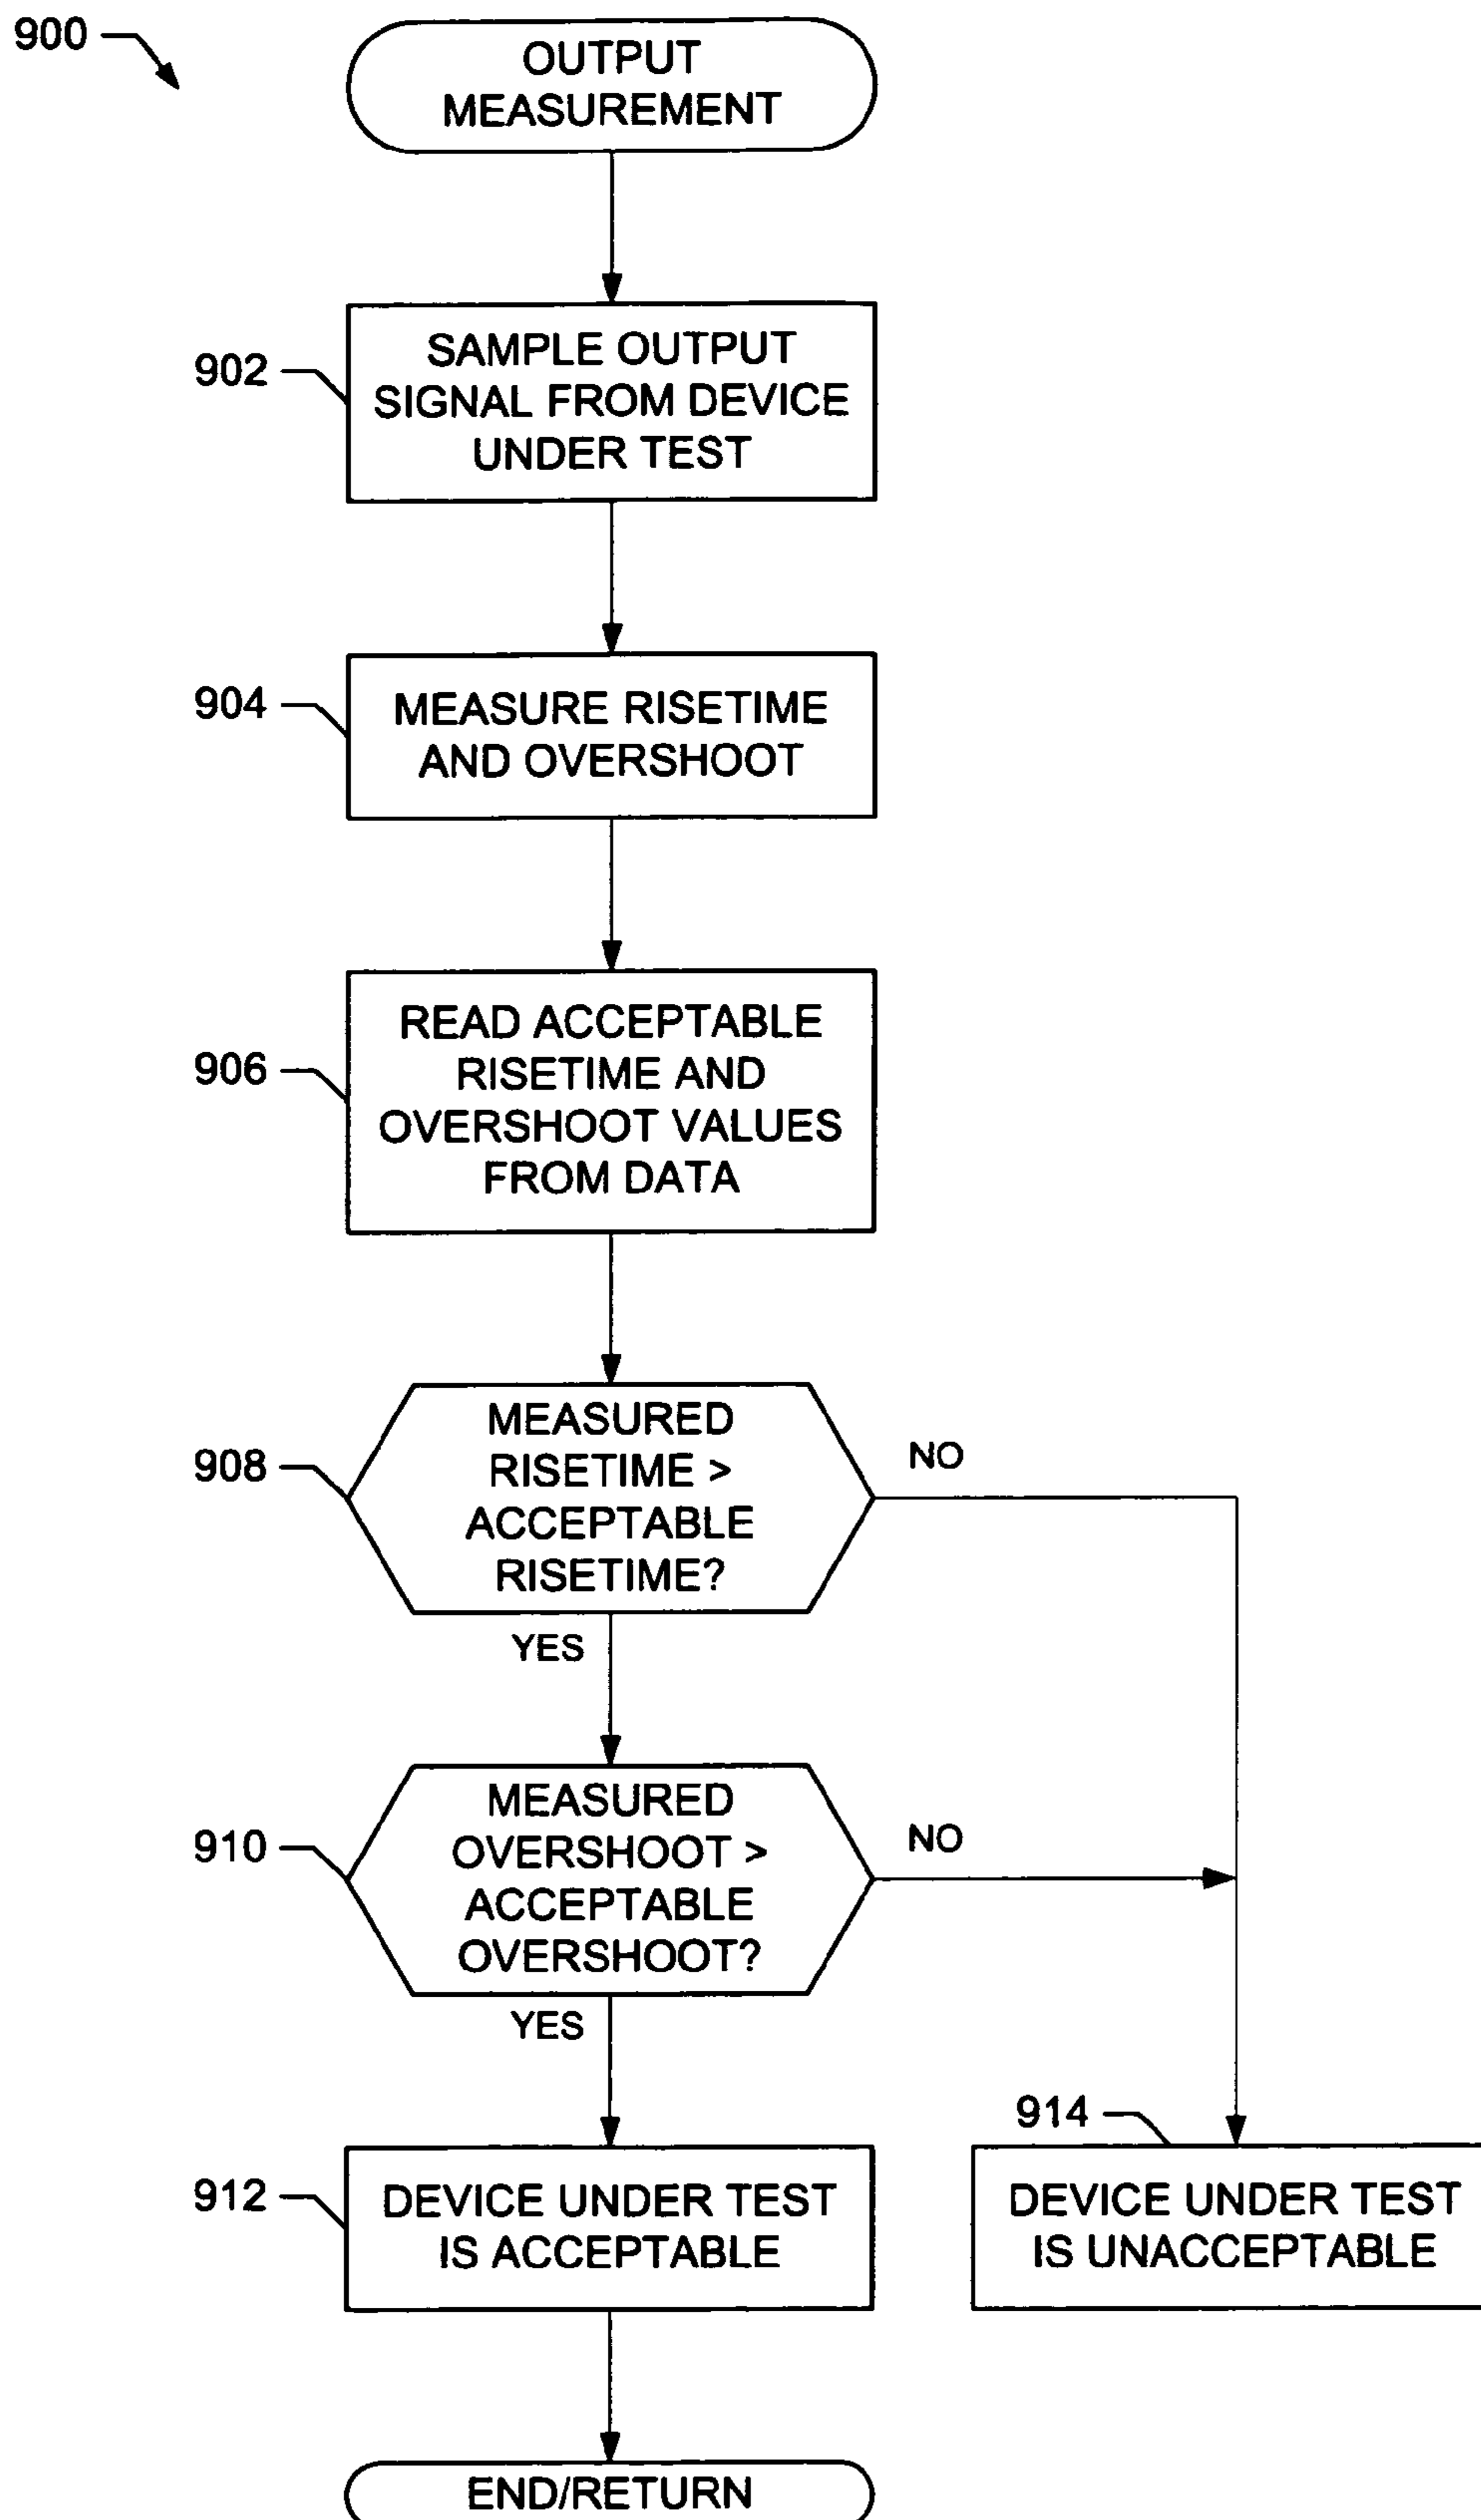 900
OUTPUT
MEASUREMENT
902
SAMPLE OUTPUT
SIGNAL FROM DEVICE
UNDER TEST
904
MEASURE RISETIME
AND OVERSHOOT
906
READ ACCEPTABLE
RISETIME AND
OVERSHOOT VALUES
FROM DATA
908
MEASURED
RISETIME >
ACCEPTABLE
RISETIME?
NO
YES
910
MEASURED
OVERSHOOT >
ACCEPTABLE
OVERSHOOT?
NO
YES
912
DEVICE UNDER TEST
IS ACCEPTABLE
914
DEVICE UNDER TEST
IS UNACCEPTABLE
END/RETURN